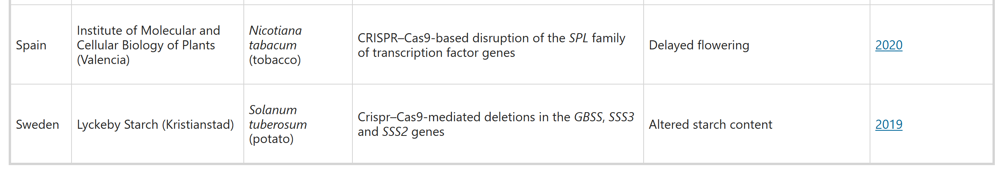 Spain
Institute of Molecular and
Cellular Biology of Plants
(Valencia)
Nicotiana
tabacum
(tobacco)
CRISPR–Cas9-based disruption of the SPL family
of transcription factor genes
Delayed flowering
2020
Sweden
Lyckeby Starch (Kristianstad)
Solanum
tuberosum
(potato)
Crispr–Cas9-mediated deletions in the GBSS, SSS3
and SSS2 genes
Altered starch content
2019